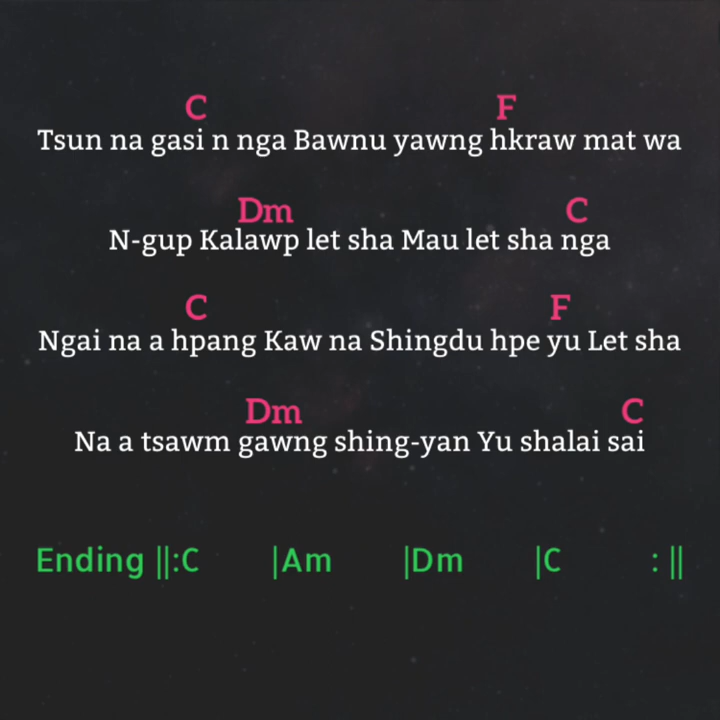 C F
Tsun na gasi n nga Bawnu yawng hkraw mat wa
Dm C
N-gup Kalawp let sha Mau let sha nga
C F
Ngai na a hpang Kaw na Shingdu hpe yu Let sha
Dm C
Na a tsawm gawng shing-yan Yu shalai sai
Ending ||:C |Am |Dm |C :||